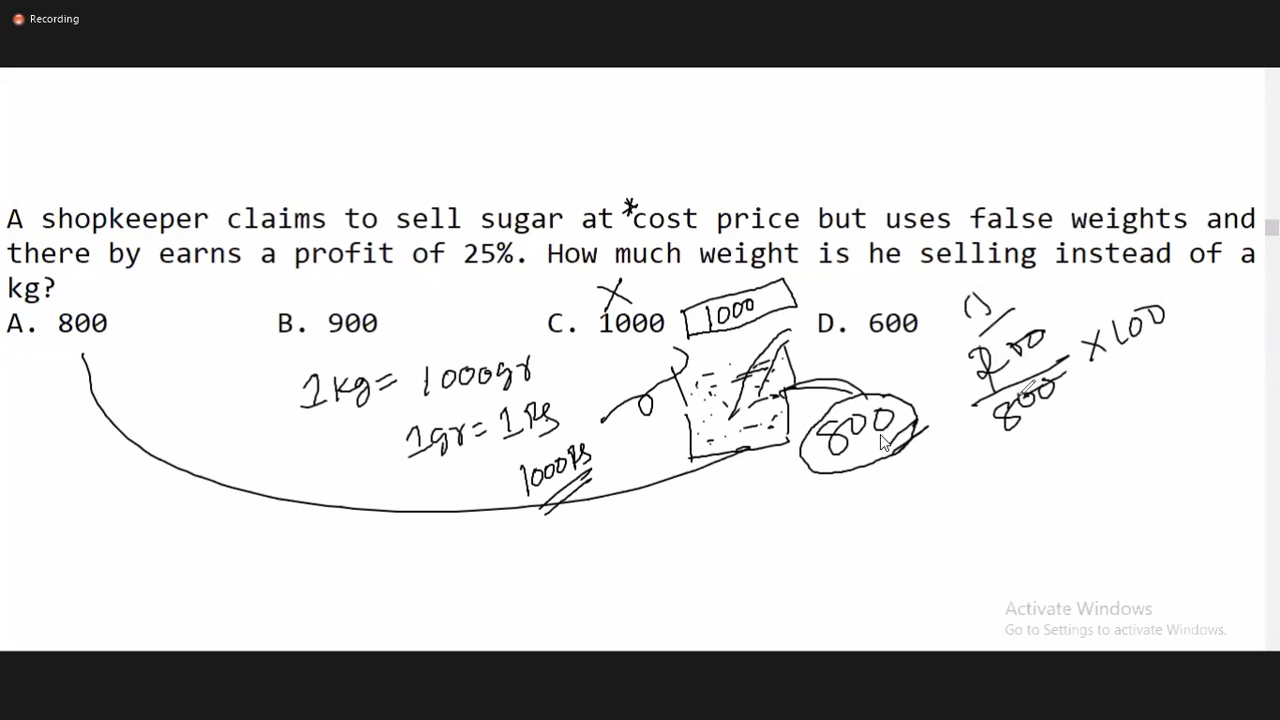 Recording
A shopkeeper claims to sell sugar at *cost price but uses false weights and
there by earns a profit of 25%. How much weight is he selling instead of a
kg?
A. 800 B. 900 C. 1000 D. 600
X
1000
1kg= 1000gr
1gr= 1Rs
1000Rs
800
200
800
×100
Activate Windows
Go to Settings to activate Windows.